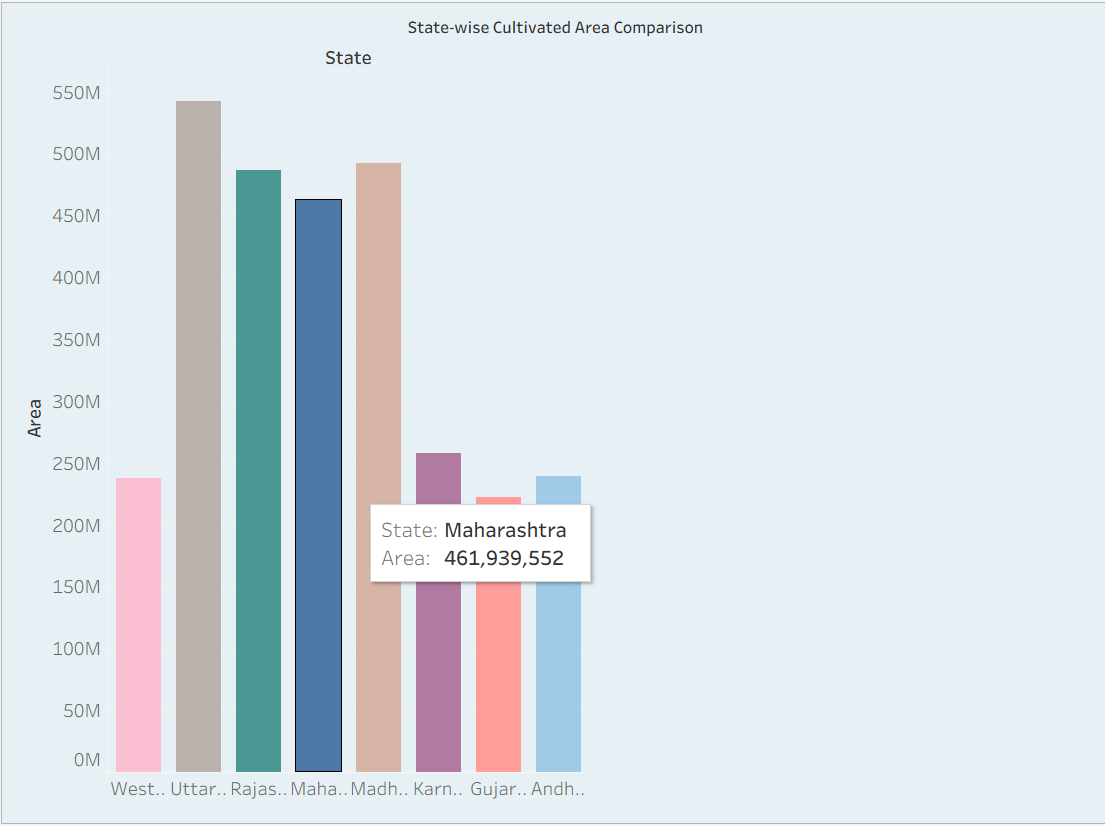 State-wise Cultivated Area Comparison
State
550M
500M
450M
400M
350M
300M
250M
200M
150M
100M
50M
0M
Area
State: Maharashtra
Area: 461,939,552
West.. Uttar.. Rajas.. Maha.. Madh.. Karn.. Gujar.. Andh..